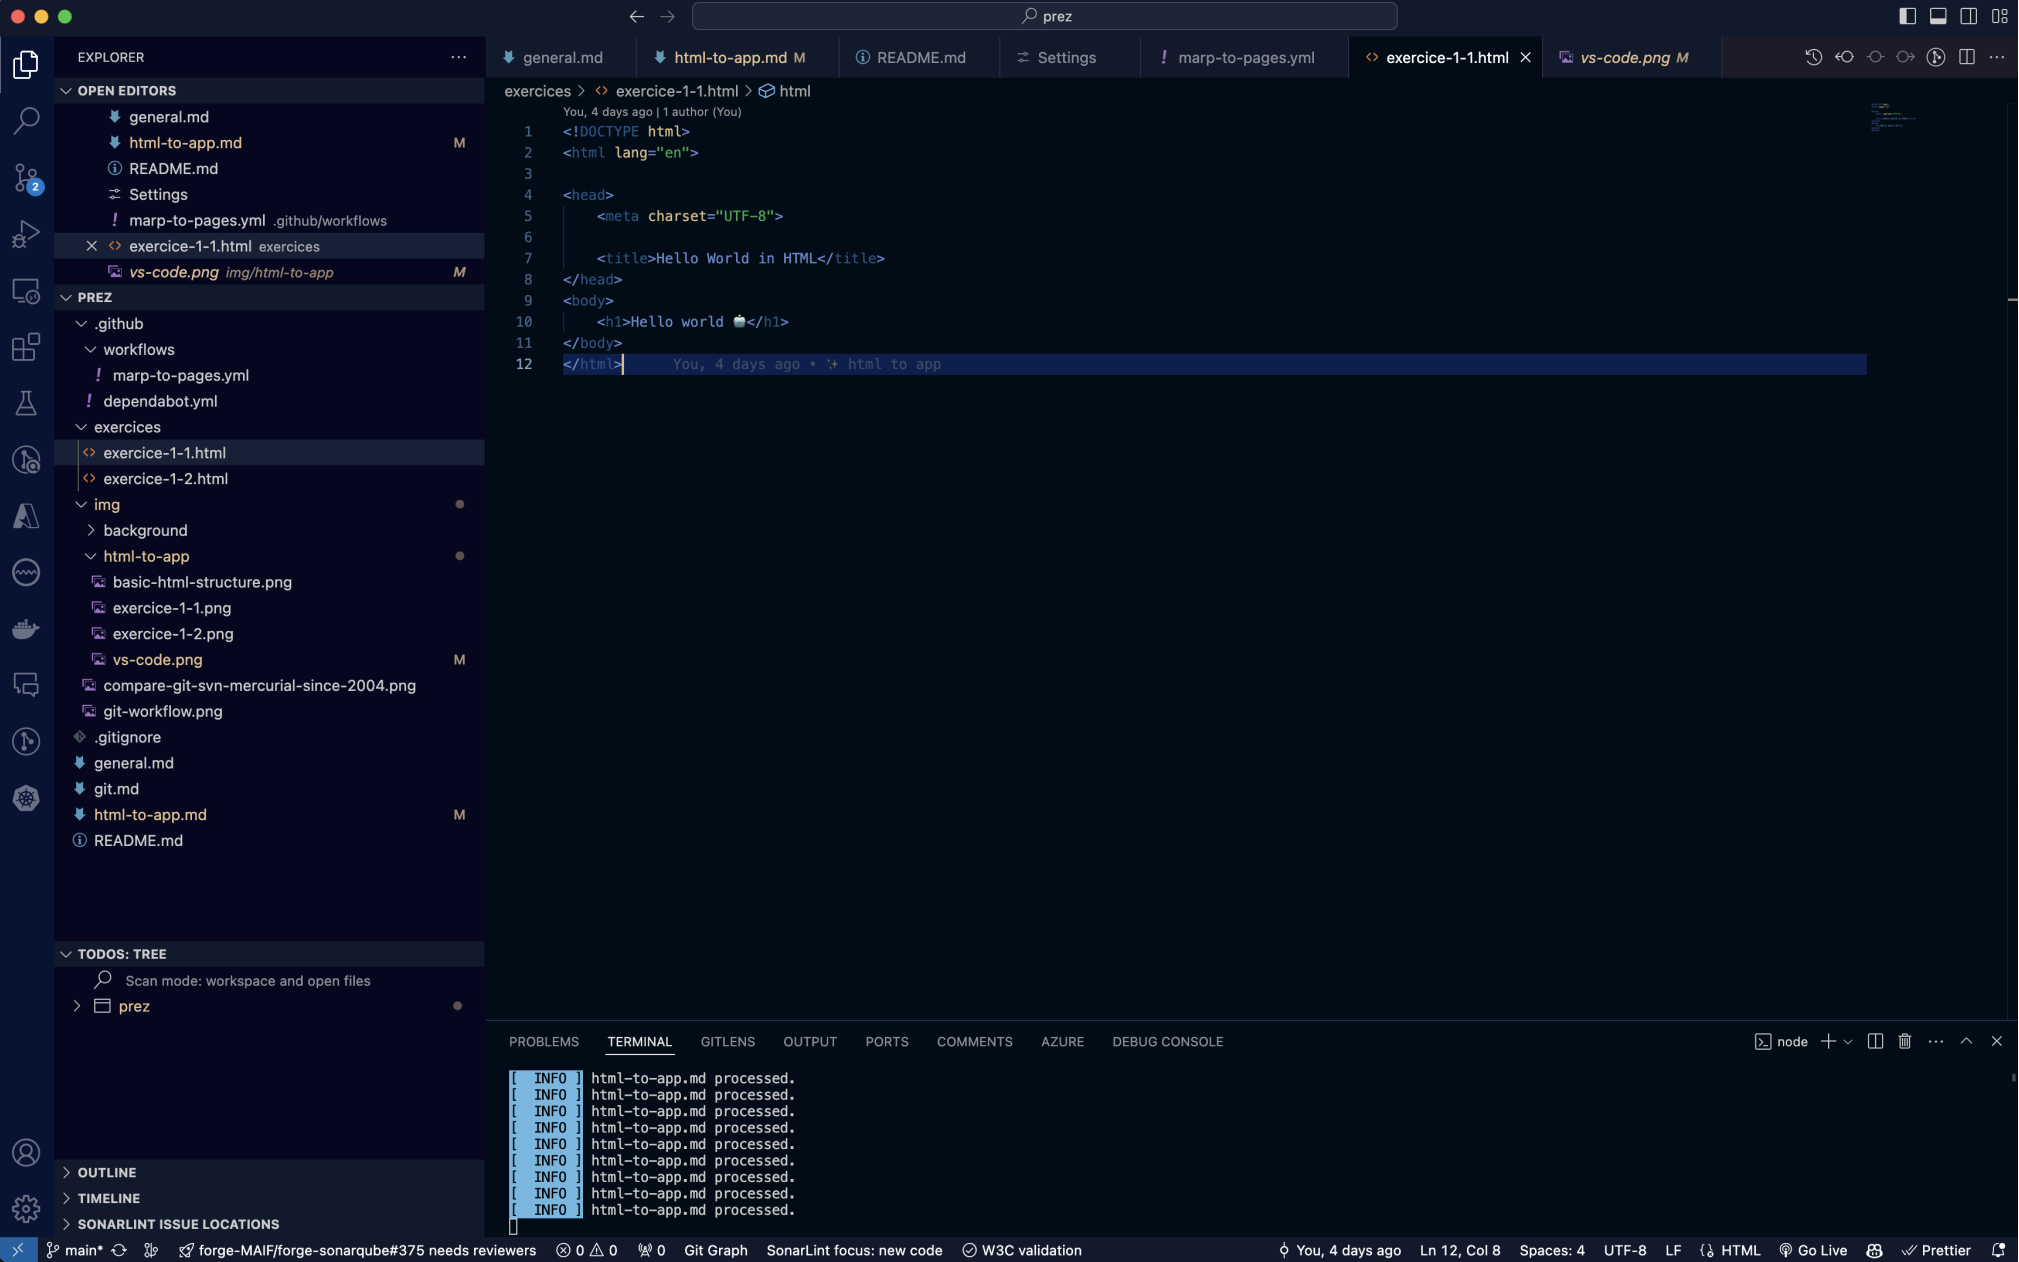 prez
EXPLORER
OPEN EDITORS
general.md
html-to-app.md M
README.md
Settings
marp-to-pages.yml .github/workflows
exercice-1-1.html exercices
vs-code.png img/html-to-app M
PREZ
.github
workflows
marp-to-pages.yml
dependabot.yml
exercices
exercice-1-1.html
exercice-1-2.html
img
background
html-to-app
basic-html-structure.png
exercice-1-1.png
exercice-1-2.png
vs-code.png M
compare-git-svn-mercurial-since-2004.png
git-workflow.png
.gitignore
general.md
git.md
html-to-app.md M
README.md
TODOS: TREE
Scan mode: workspace and open files
prez
OUTLINE
TIMELINE
SONARLINT ISSUE LOCATIONS
2
general.md html-to-app.md M README.md Settings marp-to-pages.yml exercice-1-1.html vs-code.png M
exercices > exercice-1-1.html > html
You, 4 days ago | 1 author (You)
1 <!DOCTYPE html>
2 <html lang="en">
3
4 <head>
5 <meta charset="UTF-8">
6
7 <title>Hello World in HTML</title>
8 </head>
9 <body>
10 <h1>Hello world 🧁</h1>
11 </body>
12 </html> You, 4 days ago • ✨ html to app
PROBLEMS TERMINAL GITLENS OUTPUT PORTS COMMENTS AZURE DEBUG CONSOLE node
[ INFO ] html-to-app.md processed.
[ INFO ] html-to-app.md processed.
[ INFO ] html-to-app.md processed.
[ INFO ] html-to-app.md processed.
[ INFO ] html-to-app.md processed.
[ INFO ] html-to-app.md processed.
[ INFO ] html-to-app.md processed.
[ INFO ] html-to-app.md processed.
[ INFO ] html-to-app.md processed.
main* forge-MAIF/forge-sonarqube#375 needs reviewers 0 0 0 Git Graph SonarLint focus: new code W3C validation You, 4 days ago Ln 12, Col 8 Spaces: 4 UTF-8 LF HTML Go Live Prettier